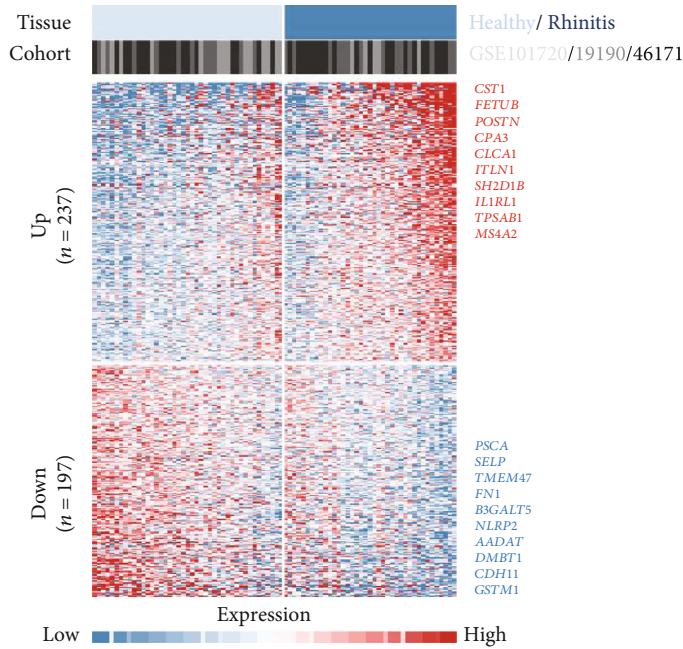 Tissue
Healthy/ Rhinitis
Cohort
GSE101720/19190/46171
Up
(n = 237)
CST1
FETUB
POSTN
CPA3
CLCA1
ITLN1
SH2D1B
IL1RL1
TPSAB1
MS4A2
Down
(n = 197)
PSCA
SELP
TMEM47
FN1
B3GALT5
NLRP2
AADAT
DMBT1
CDH11
GSTM1
Expression
Low
High